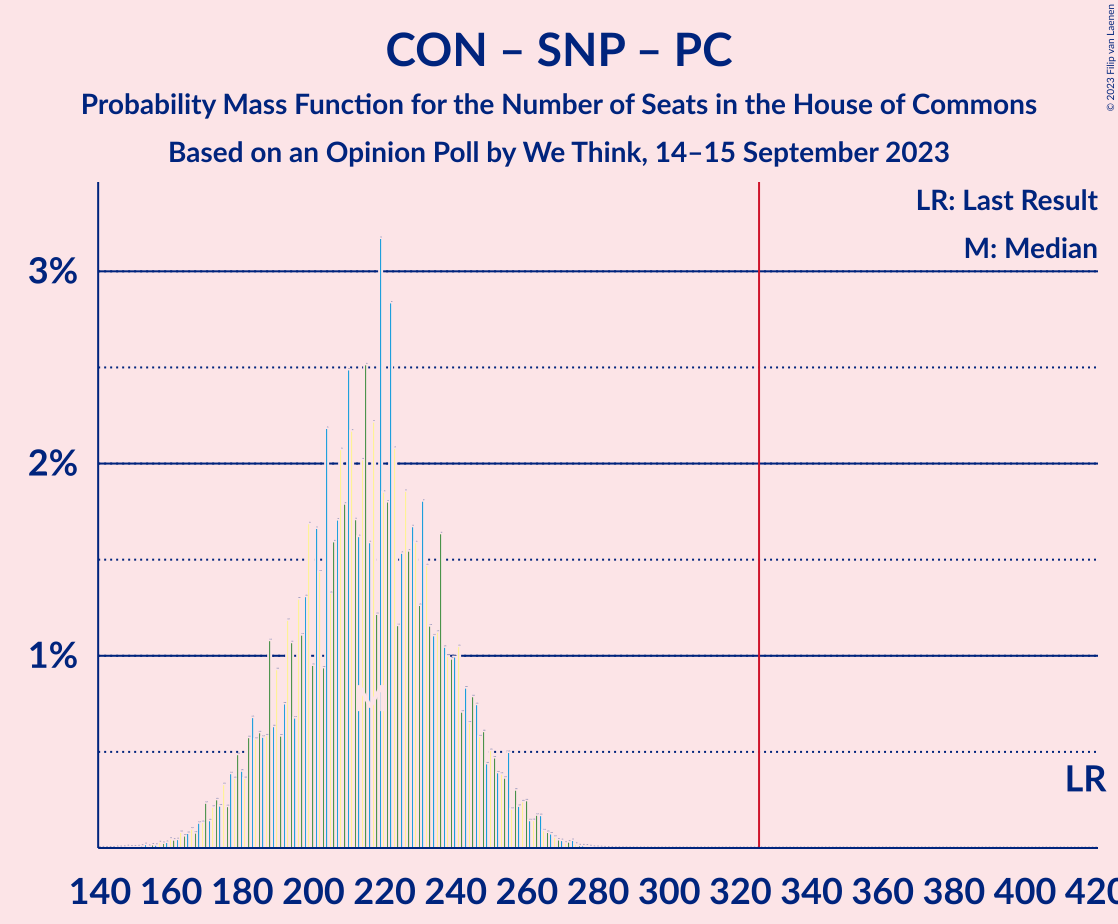 CON – SNP – PC
Probability Mass Function for the Number of Seats in the House of Commons
Based on an Opinion Poll by We Think, 14–15 September 2023
© 2023 Filip van Laenen
LR: Last Result
M: Median
3%
2%
1%
M
LR
140 160 180 200 220 240 260 280 300 320 340 360 380 400 420